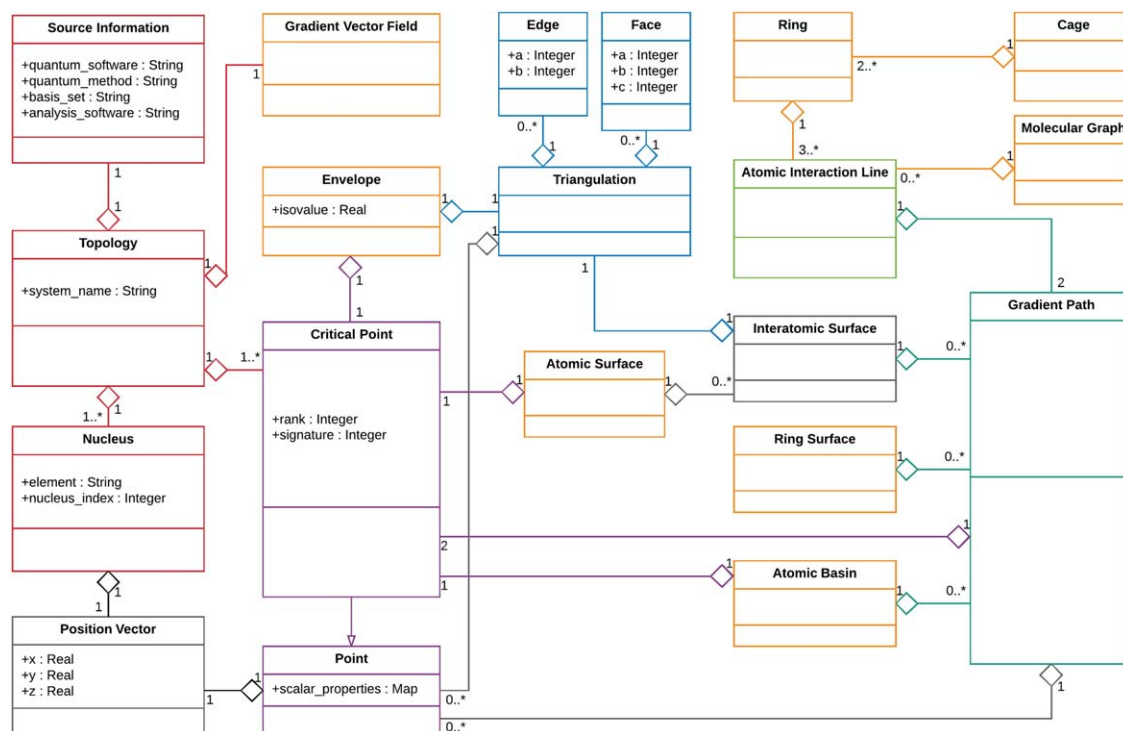 Source Information
+quantum_software : String
+quantum_method : String
+basis_set : String
+analysis_software : String
1
1
Gradient Vector Field
1
1
Edge
+a : Integer
+b : Integer
0..*
1
Face
+a : Integer
+b : Integer
+c : Integer
0..*
1
Ring
2..*
1
Cage
1
3..*
Molecular Graph
1
0..*
Atomic Interaction Line
1
2
Envelope
+isovalue : Real
1
1
Triangulation
1
1
1
1
1
Topology
+system_name : String
1
1..*
1
1..*
Critical Point
+rank : Integer
+signature : Integer
1
1
2
1
1
1
Atomic Surface
1
0..*
Interatomic Surface
1
0..*
Gradient Path
Ring Surface
1
0..*
Nucleus
+element : String
+nucleus_index : Integer
1
1
Atomic Basin
1
0..*
Position Vector
+x : Real
+y : Real
+z : Real
1
1
Point
+scalar_properties : Map
0..*
0..*
1